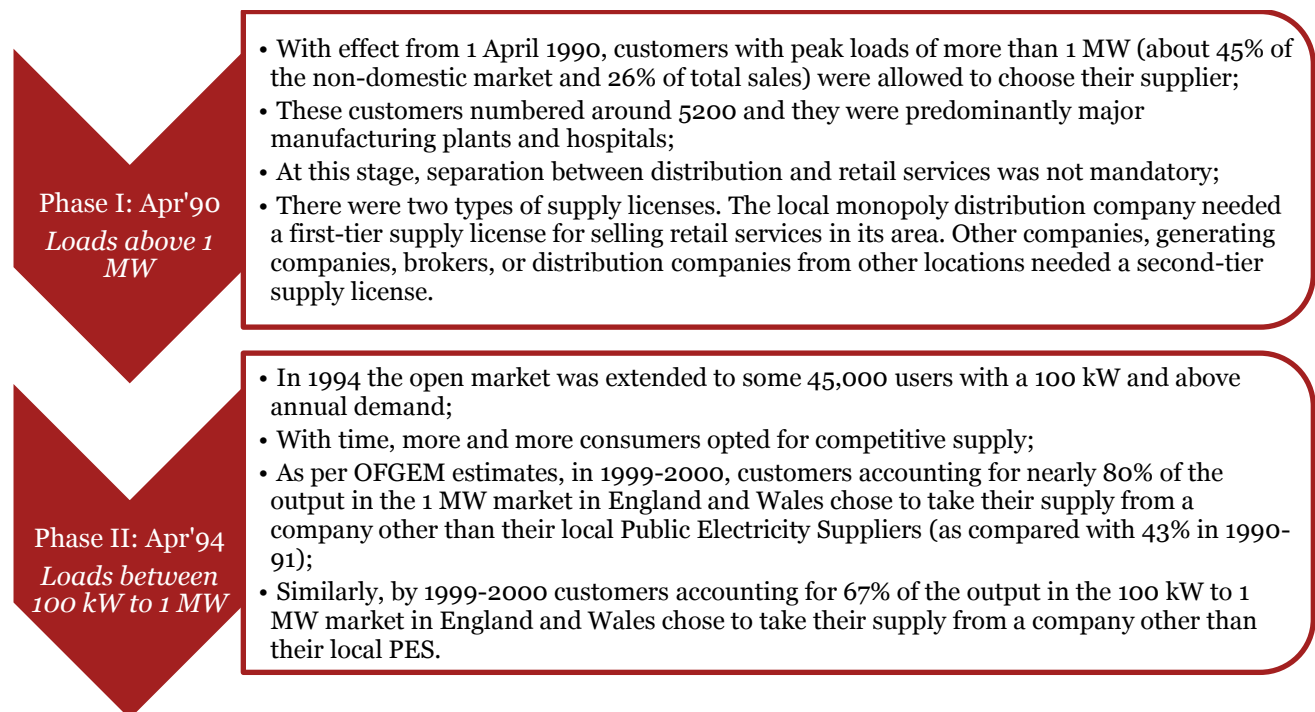 Phase I: Apr'90
Loads above 1
MW
• With effect from 1 April 1990, customers with peak loads of more than 1 MW (about 45% of
the non-domestic market and 26% of total sales) were allowed to choose their supplier;
• These customers numbered around 5200 and they were predominantly major
manufacturing plants and hospitals;
• At this stage, separation between distribution and retail services was not mandatory;
• There were two types of supply licenses. The local monopoly distribution company needed
a first-tier supply license for selling retail services in its area. Other companies, generating
companies, brokers, or distribution companies from other locations needed a second-tier
supply license.
Phase II: Apr'94
Loads between
100 kW to 1 MW
• In 1994 the open market was extended to some 45,000 users with a 100 kW and above
annual demand;
• With time, more and more consumers opted for competitive supply;
• As per OFGEM estimates, in 1999-2000, customers accounting for nearly 80% of the
output in the 1 MW market in England and Wales chose to take their supply from a
company other than their local Public Electricity Suppliers (as compared with 43% in 1990-
91);
• Similarly, by 1999-2000 customers accounting for 67% of the output in the 100 kW to 1
MW market in England and Wales chose to take their supply from a company other than
their local PES.